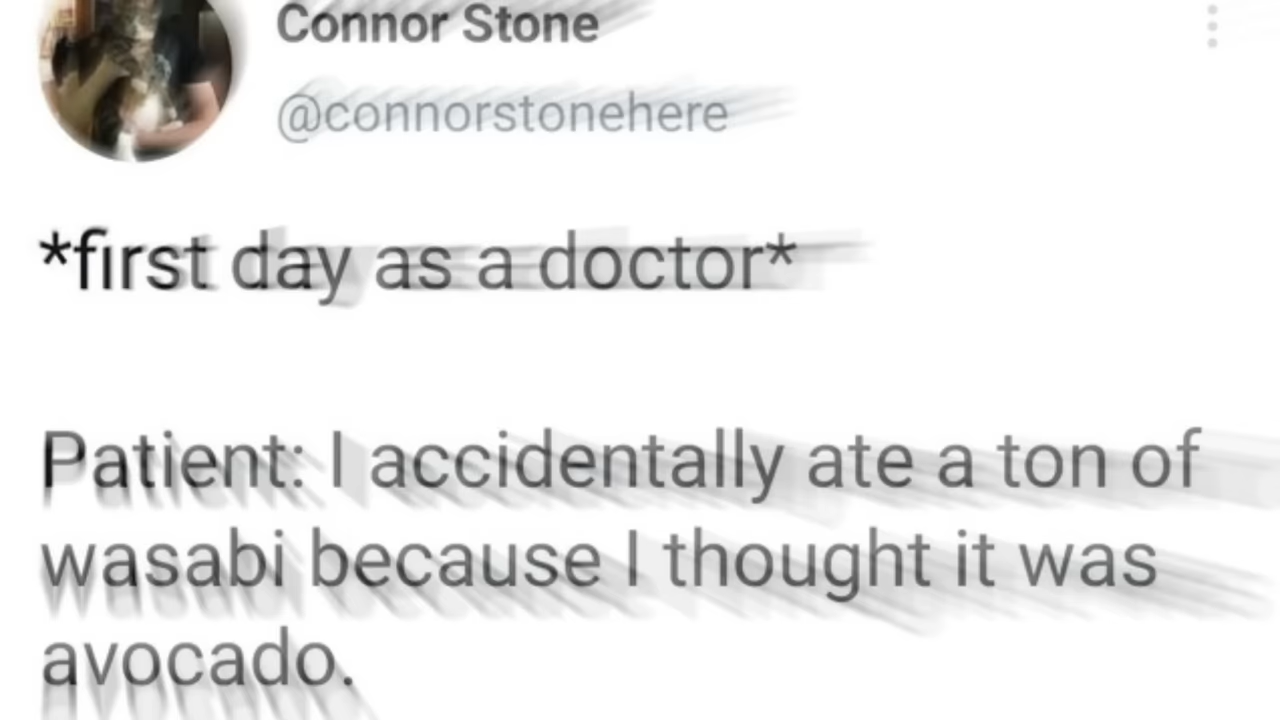 Connor Stone
@connorstonehere
*first day as a doctor*
Patient: I accidentally ate a ton of
wasabi because I thought it was
avocado.